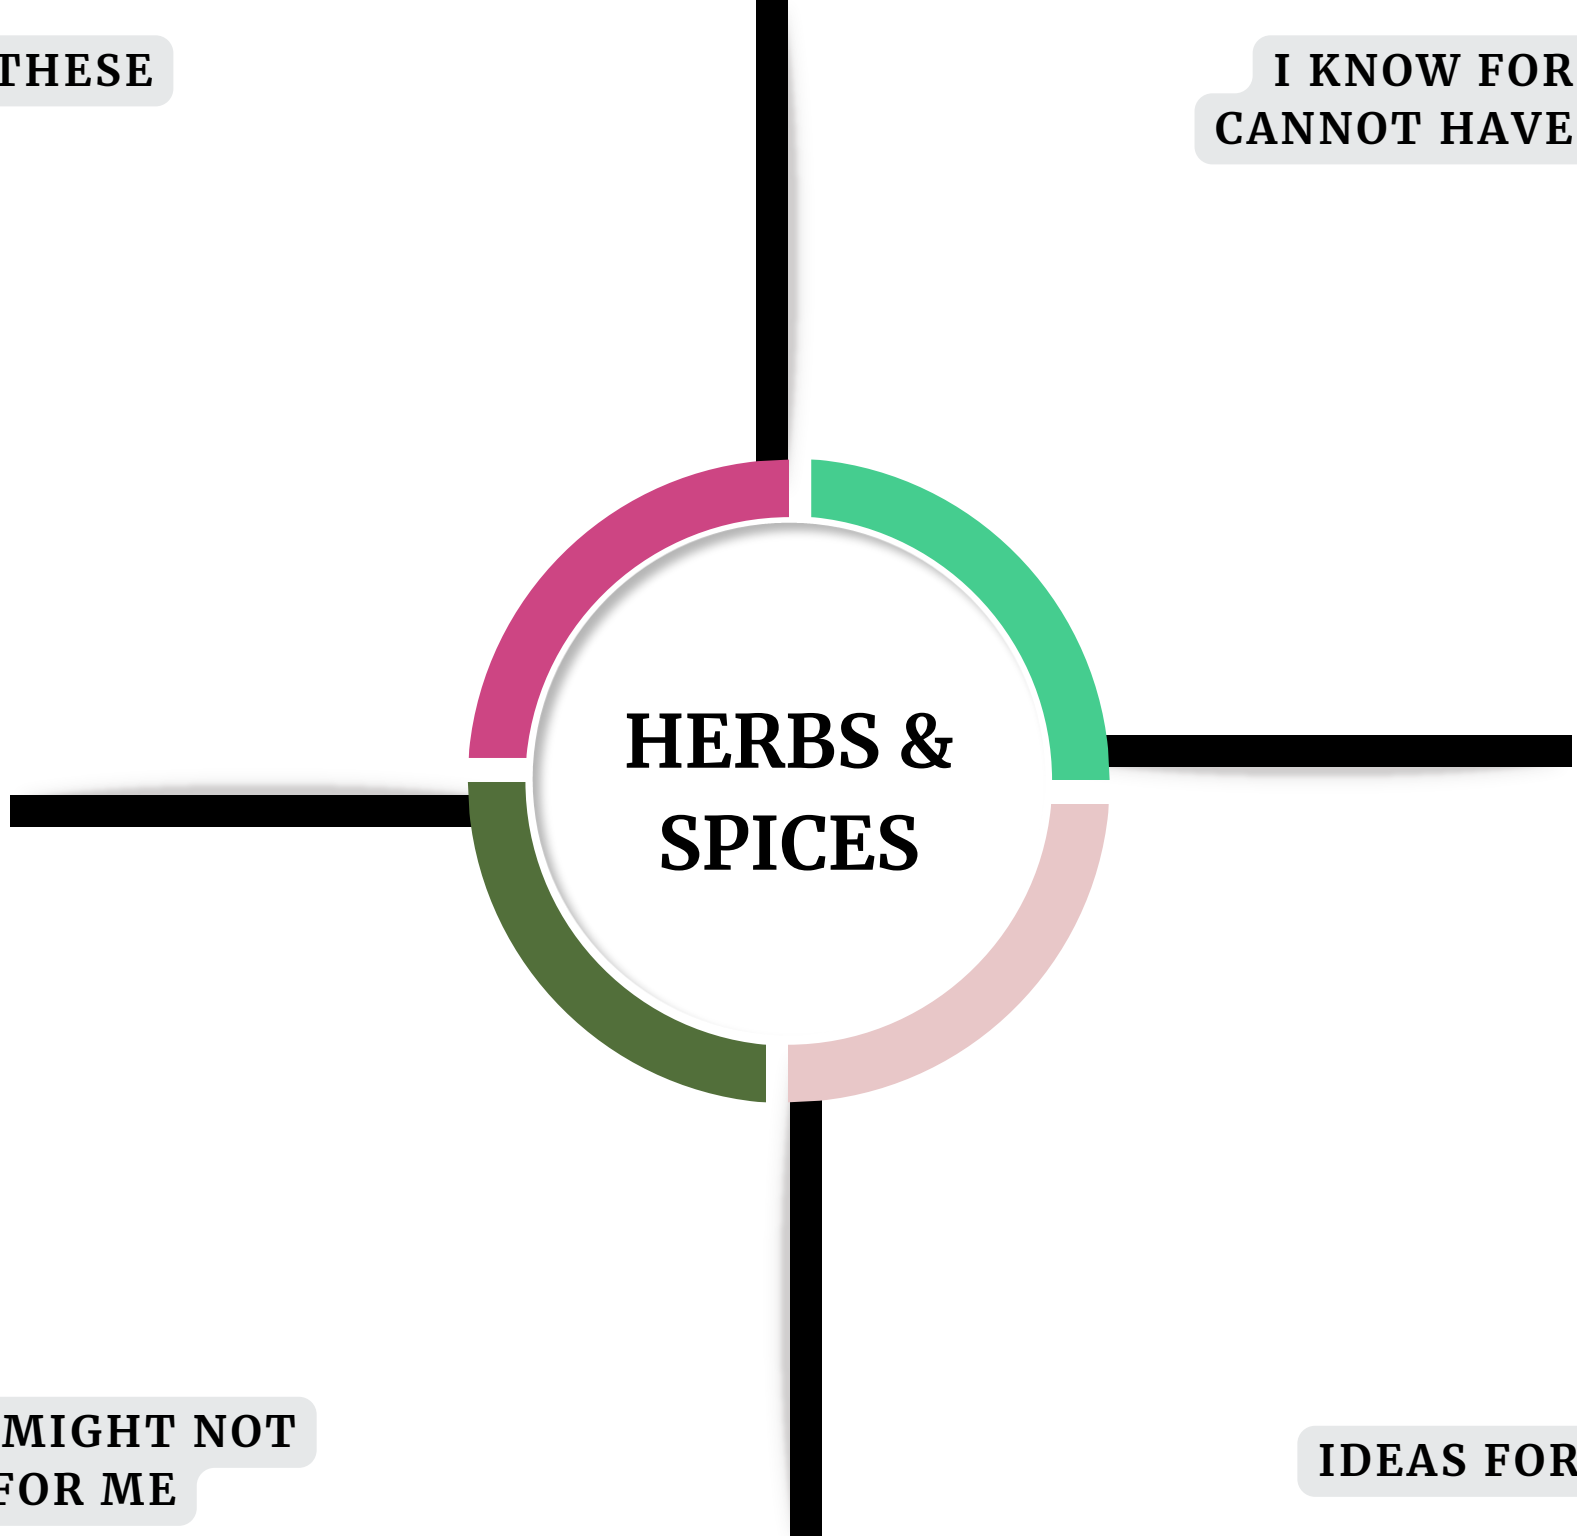 THESE
I KNOW FOR
CANNOT HAVE
HERBS &
SPICES
MIGHT NOT
FOR ME
IDEAS FOR